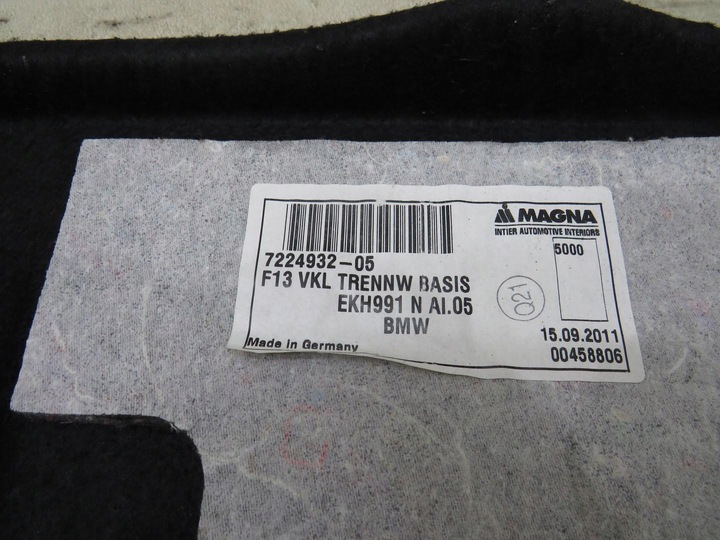 MAGNA
INTIER AUTOMOTIVE INTERIORS
7224932-05
F13 VKL TRENNW BASIS
EKH991 N AI.05
BMW
Made in Germany
Q21
5000
15.09.2011
00458806